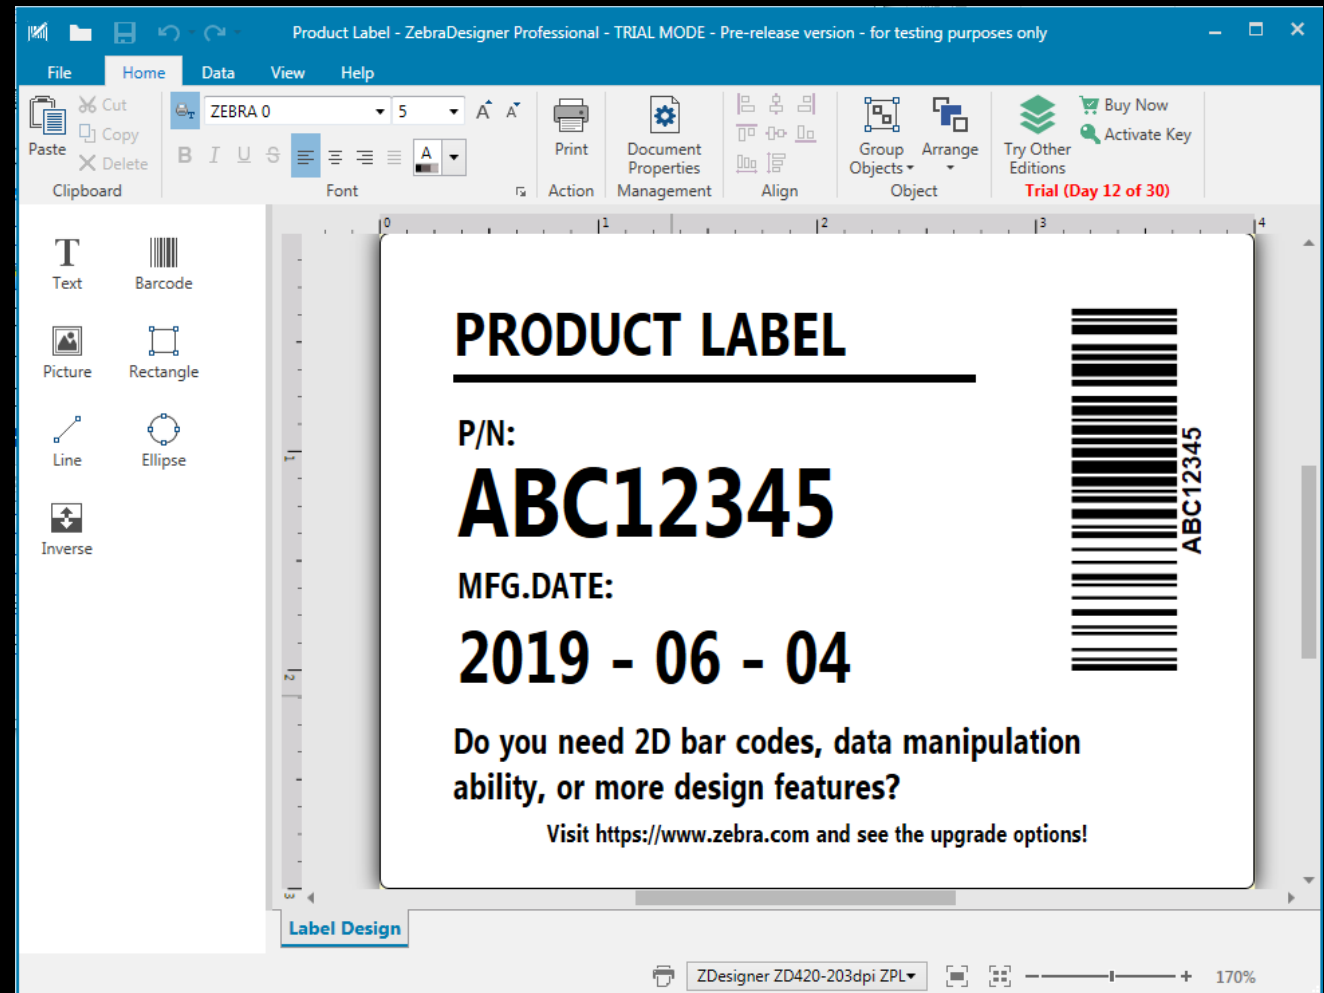 Product Label - ZebraDesigner Professional - TRIAL MODE - Pre-release version - for testing purposes only
File Home Data View Help
Paste
Cut
Copy
Delete
Clipboard
ZEBRA 0 5 A A
B I U S A
Font
Print
Action
Document
Properties
Management
Align
Group
Objects
Arrange
Object
Try Other
Editions
Buy Now
Activate Key
Trial (Day 12 of 30)
T
Text
Barcode
Picture
Rectangle
Line
Ellipse
Inverse
0 1 2 3 4
1
2
3
PRODUCT LABEL
P/N:
ABC12345
MFG.DATE:
2019 - 06 - 04
ABC12345
Do you need 2D bar codes, data manipulation
ability, or more design features?
Visit https://www.zebra.com and see the upgrade options!
Label Design
ZDesigner ZD420-203dpi ZPL
170%